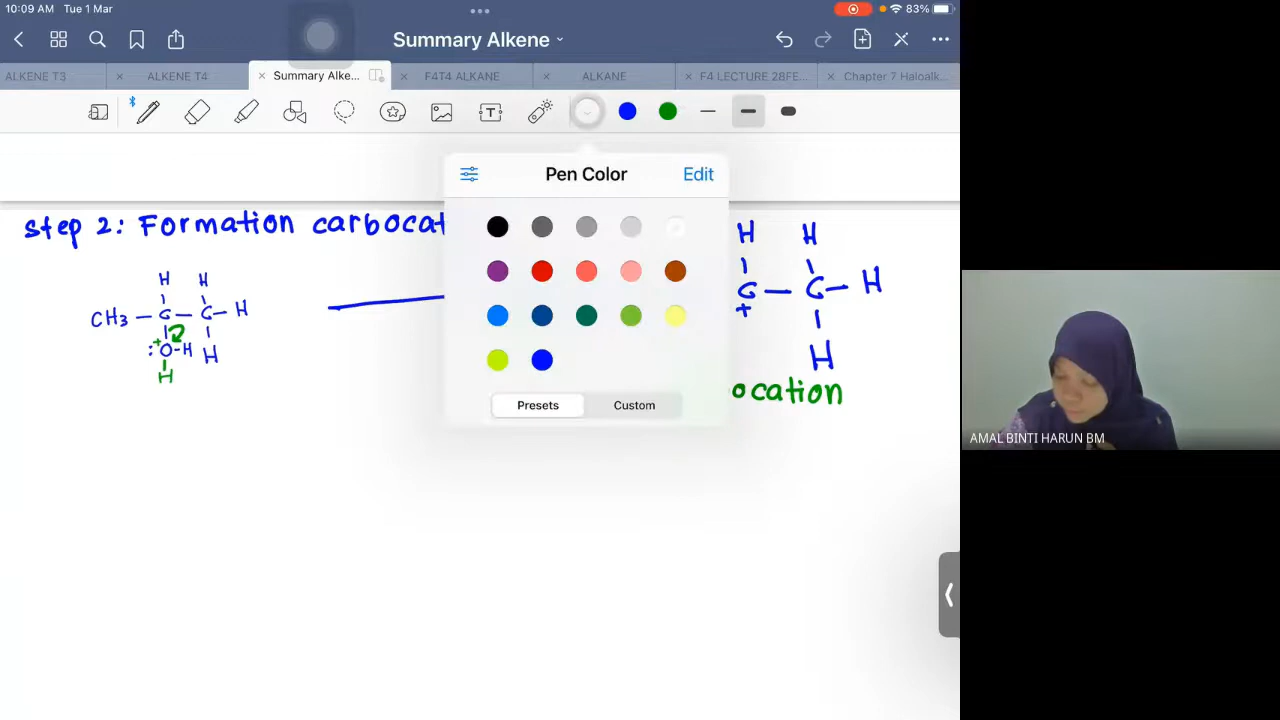 10:09 AM Tue 1 Mar
83%
Summary Alkene
ALKENE T3
ALKENE T4
Summary Alke...
F4T4 ALKANE
ALKANE
F4 LECTURE 28FE...
Chapter 7 Haloalk...
T
Pen Color
Edit
step 2: Formation carbocat
H H
CH3 — C — C — H
:O-H H
+
H
H H
C — C — H
+
H
ocation
Presets
Custom
AMAL BINTI HARUN BM